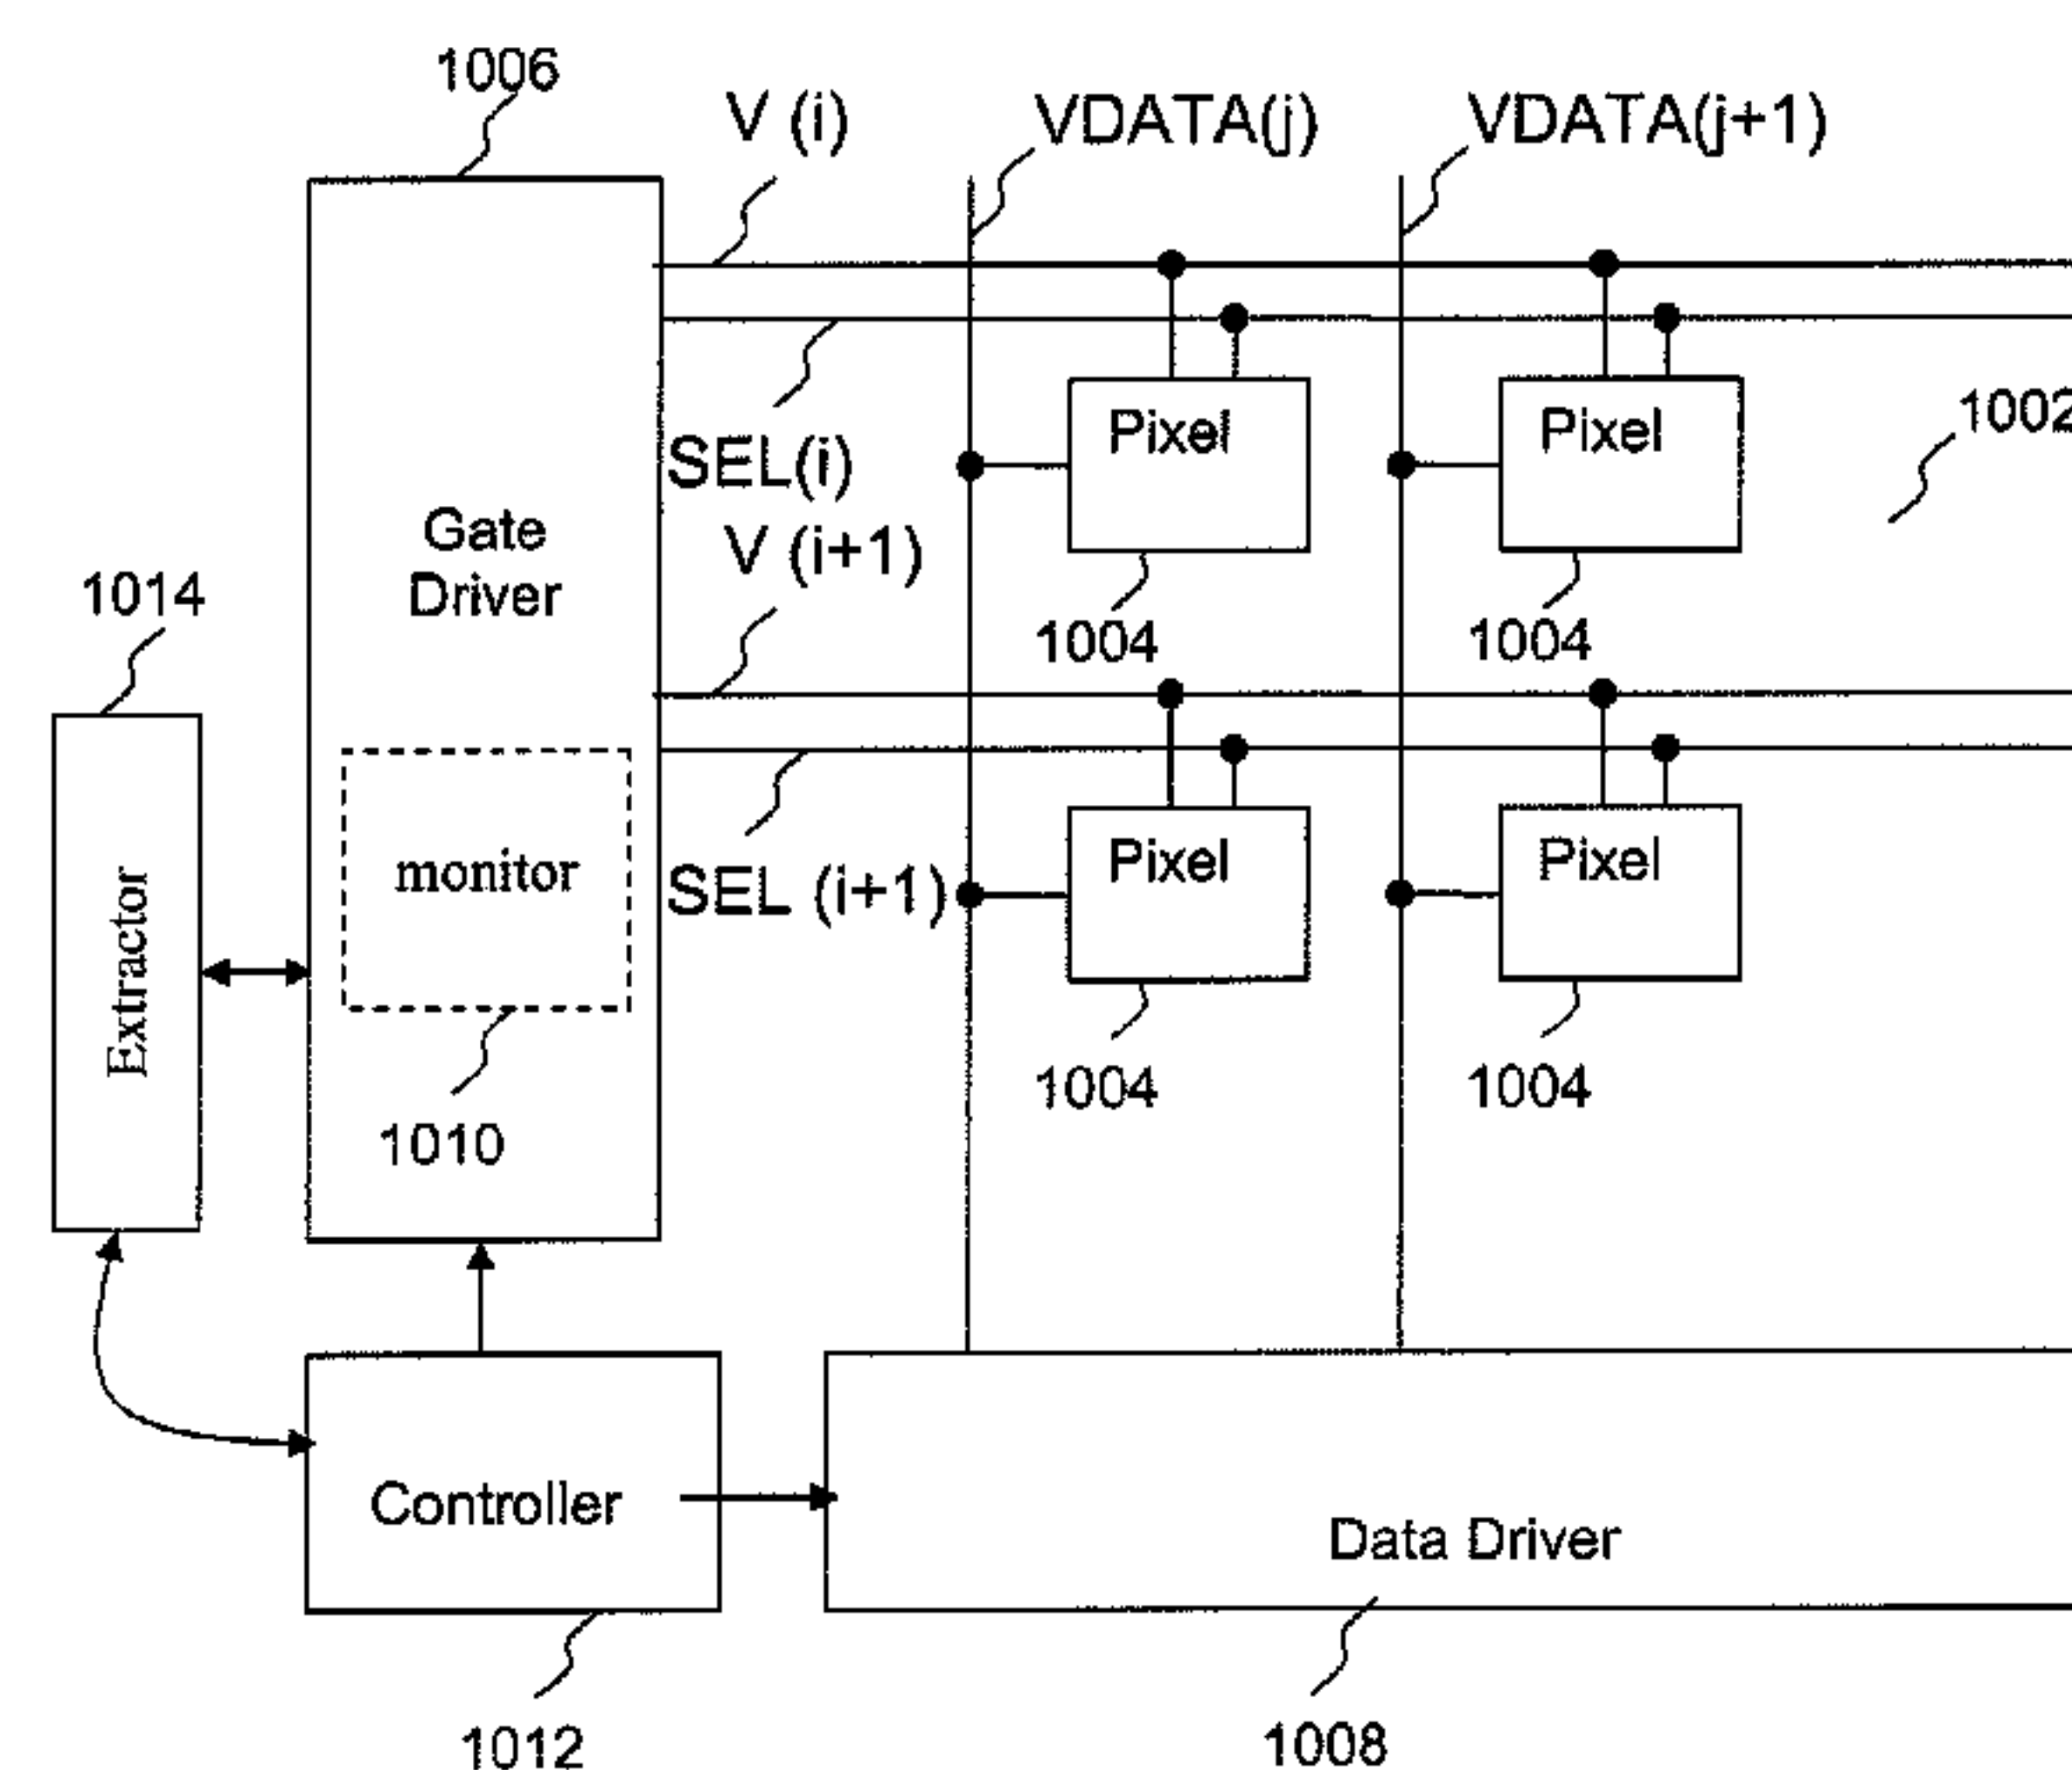 1006
V (i)
VDATA(j)
VDATA(j+1)
SEL(i)
Pixel
Pixel
1002
Gate
Driver
V (i+1)
1014
1004
1004
monitor
SEL (i+1)
Pixel
Pixel
Extractor
1010
1004
1004
Controller
Data Driver
1012
1008